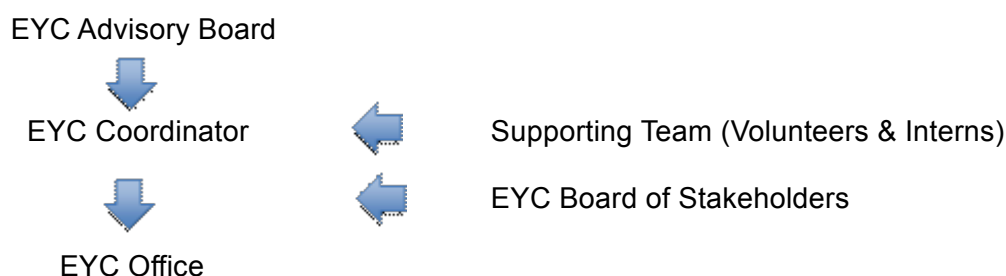 EYC Advisory Board
EYC Coordinator
Supporting Team (Volunteers & Interns)
EYC Board of Stakeholders
EYC Office